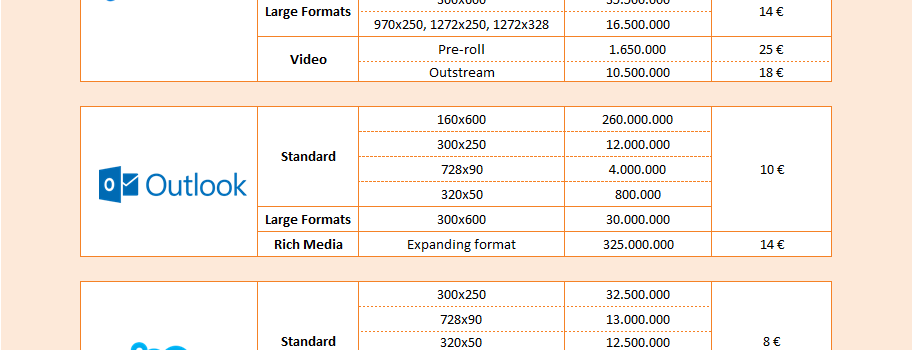 300x600 35.500.000
Large Formats 14 €
970x250, 1272x250, 1272x328 16.500.000
Video Pre-roll 1.650.000 25 €
Outstream 10.500.000 18 €
160x600 260.000.000
300x250 12.000.000
Standard
Outlook 728x90 4.000.000 10 €
320x50 800.000
Large Formats 300x600 30.000.000
Rich Media Expanding format 325.000.000 14 €
300x250 32.500.000
728x90 13.000.000
Standard 320x50 12.500.000 8 €